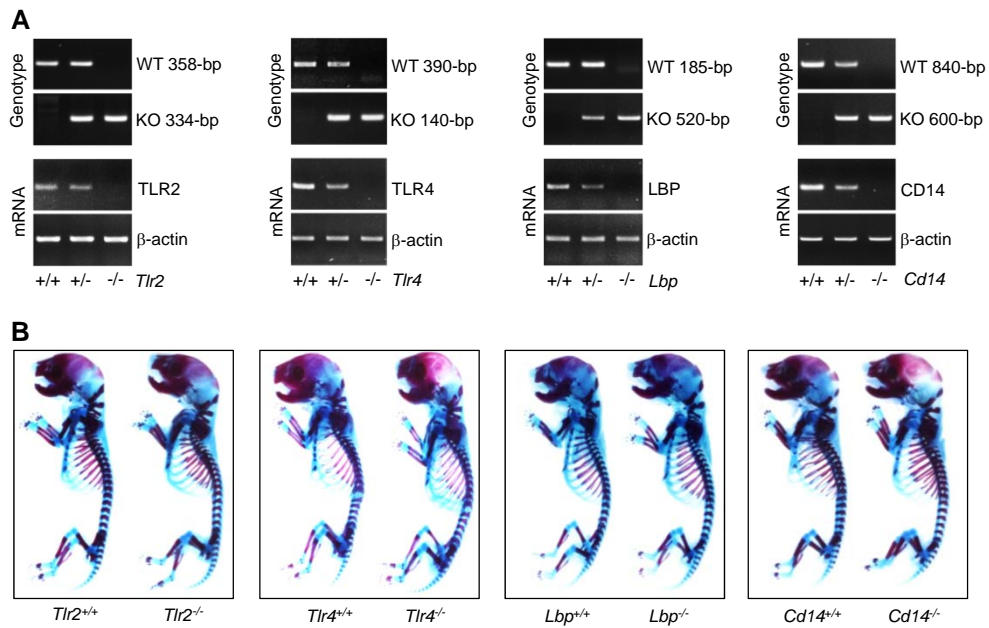 A
Genotype
WT 358-bp
KO 334-bp
mRNA
TLR2
β-actin
+/+ +/- -/- Tlr2
Genotype
WT 390-bp
KO 140-bp
mRNA
TLR4
β-actin
+/+ +/- -/- Tlr4
Genotype
WT 185-bp
KO 520-bp
mRNA
LBP
β-actin
+/+ +/- -/- Lbp
Genotype
WT 840-bp
KO 600-bp
mRNA
CD14
β-actin
+/+ +/- -/- Cd14
B
Tlr2+/+ Tlr2-/-
Tlr4+/+ Tlr4-/-
Lbp+/+ Lbp-/-
Cd14+/+ Cd14-/-